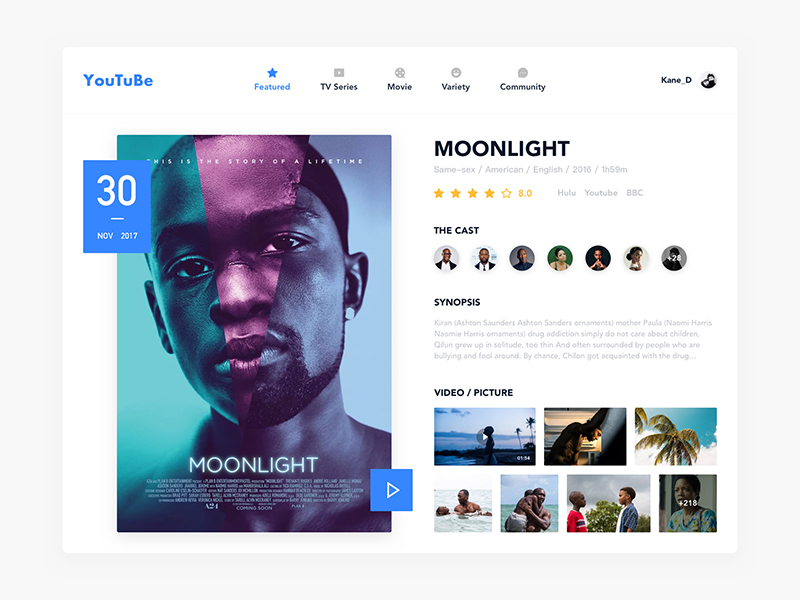 YouTuBe
Featured
TV Series
Movie
Variety
Community
Kane_D
THIS IS THE STORY OF A LIFETIME
30
NOV 2017
MOONLIGHT
A24
COMING SOON
PLAN B
MOONLIGHT
Same-sex / American / English / 2016 / 1h59m
8.0 Hulu Youtube BBC
THE CAST
+28
SYNOPSIS
Kiran (Ashton Saunders Ashton Sanders ornaments) mother Paula (Naomi Harris
Naomie Harris ornaments) drug addiction simply do not care about children,
Qilun grew up in solitude, too thin And often surrounded by people who are
bullying and fool around. By chance, Chilon got acquainted with the drug...
VIDEO / PICTURE
01:54
+218